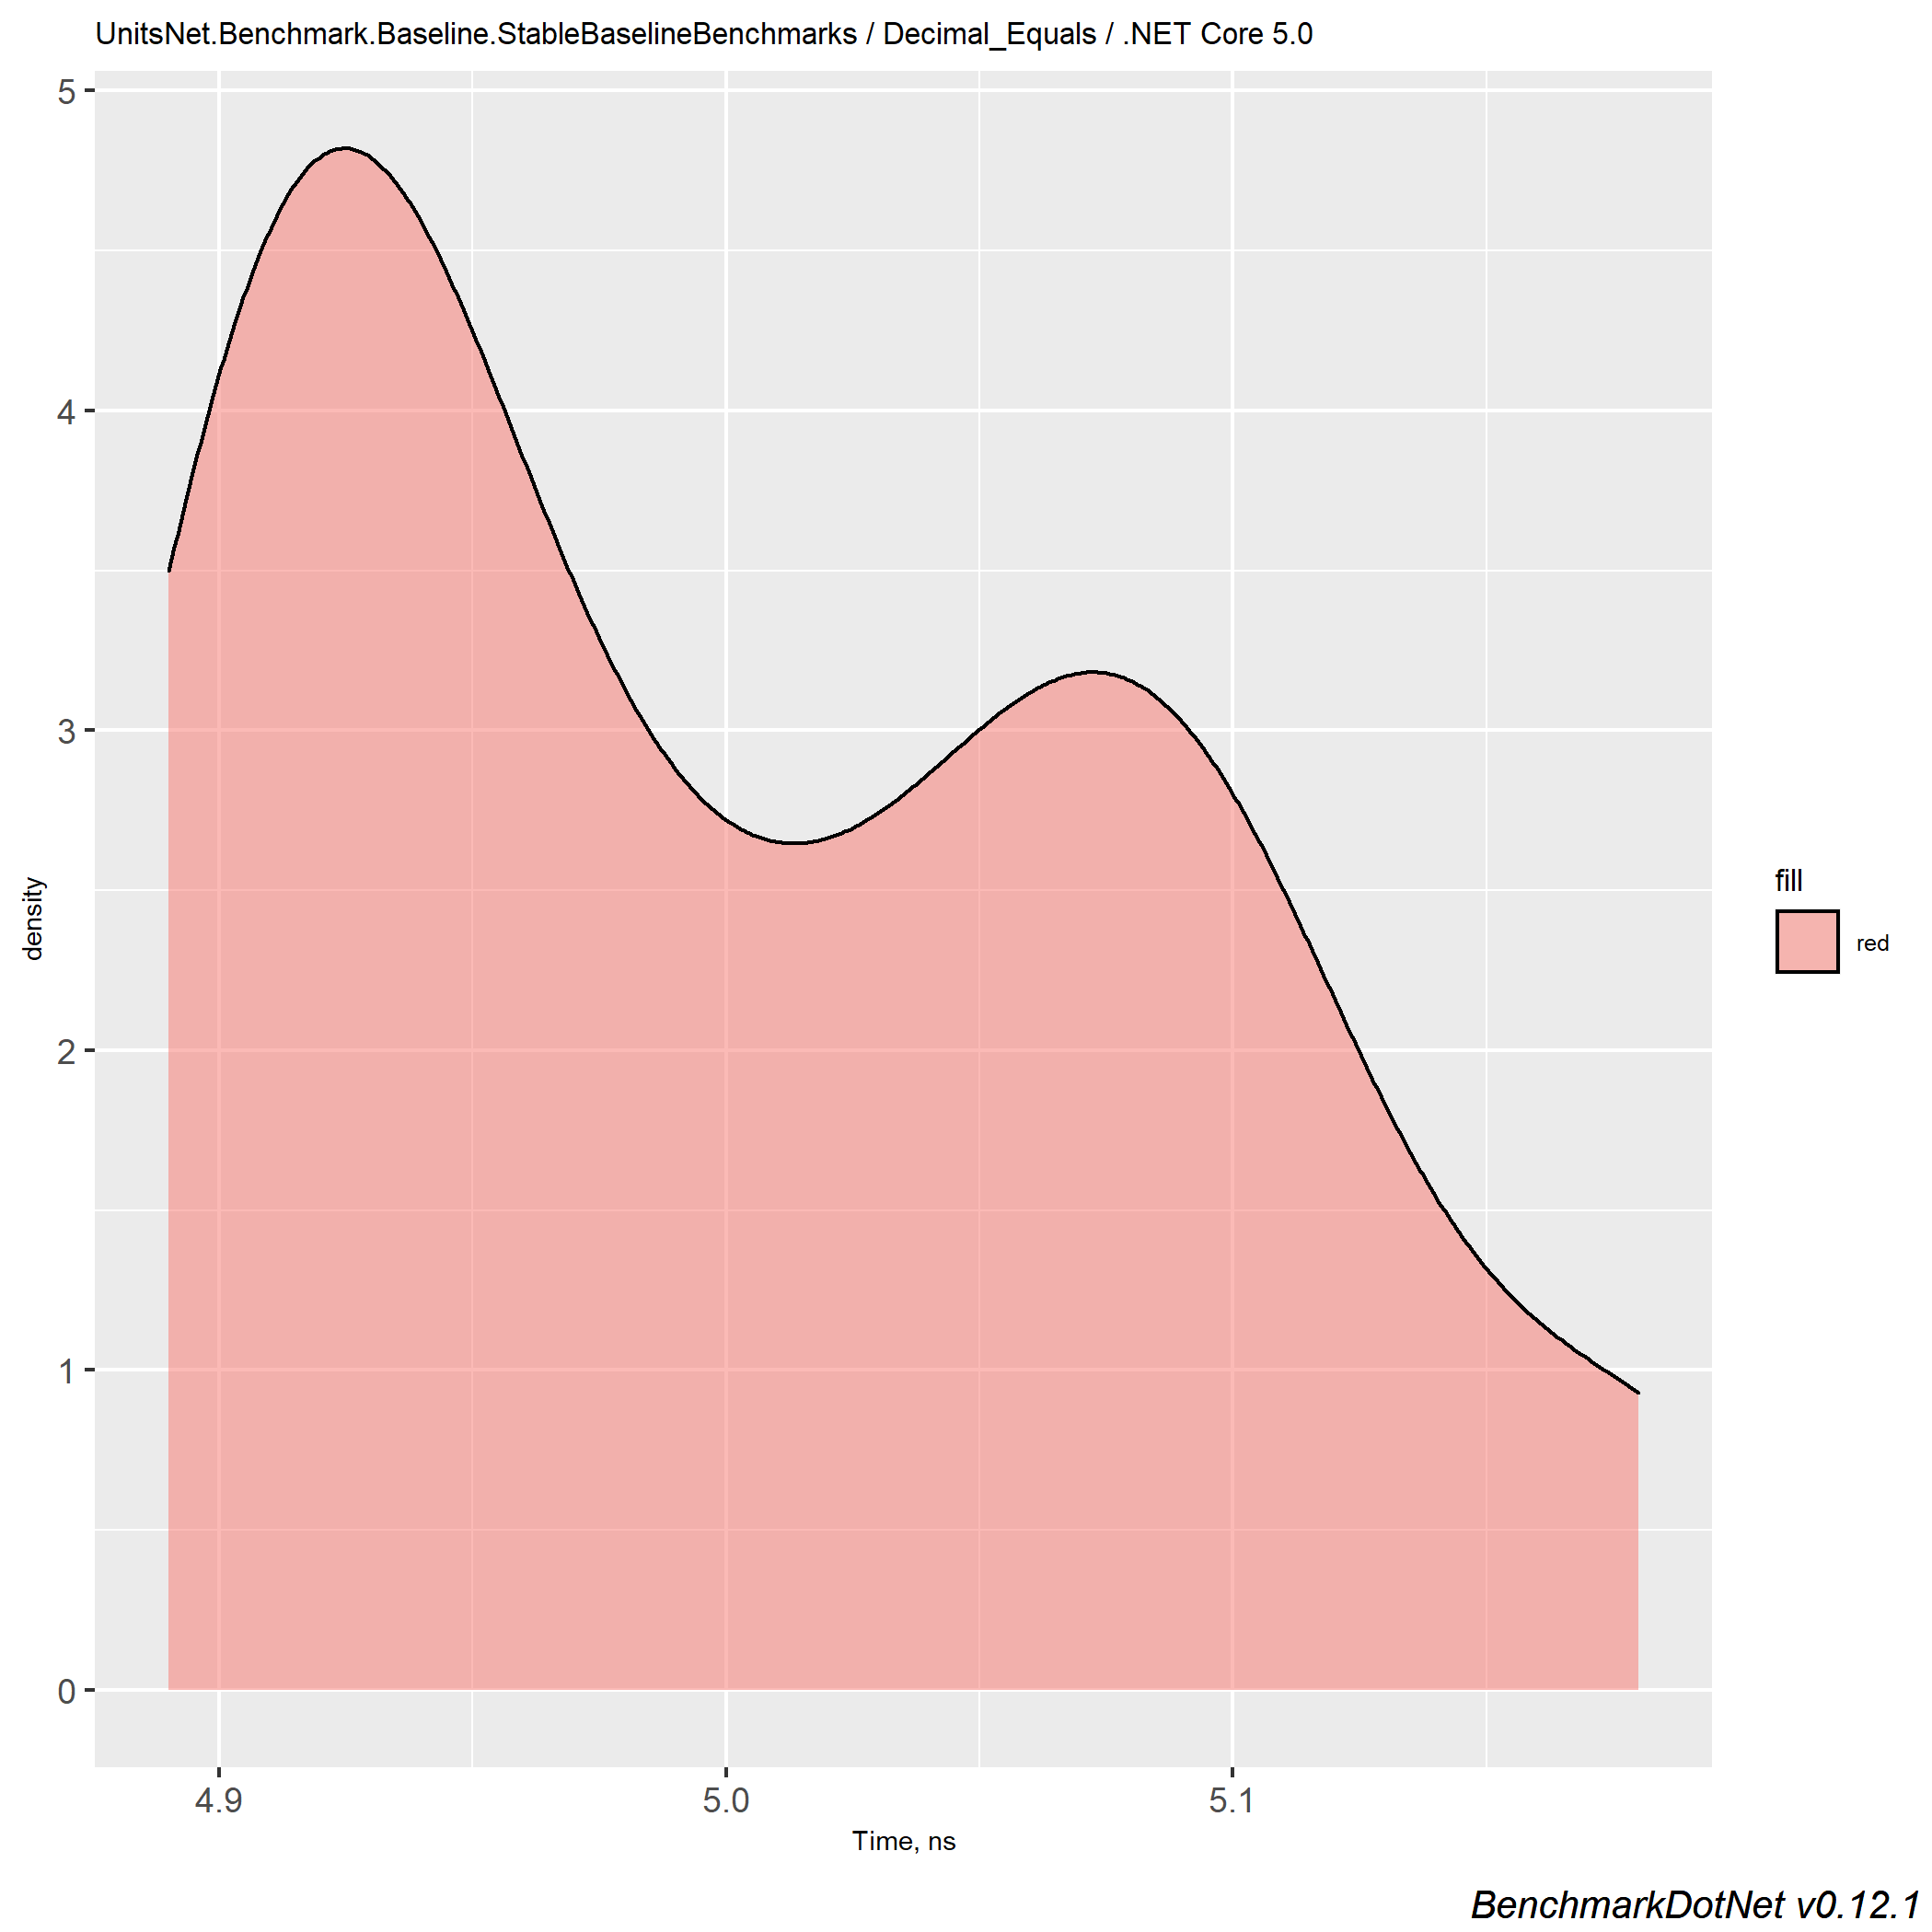 UnitsNet.Benchmark.Baseline.StableBaselineBenchmarks / Decimal_Equals / .NET Core 5.0
5
4
3
2
1
0
density
4.9 5.0 5.1
Time, ns
fill
red
BenchmarkDotNet v0.12.1